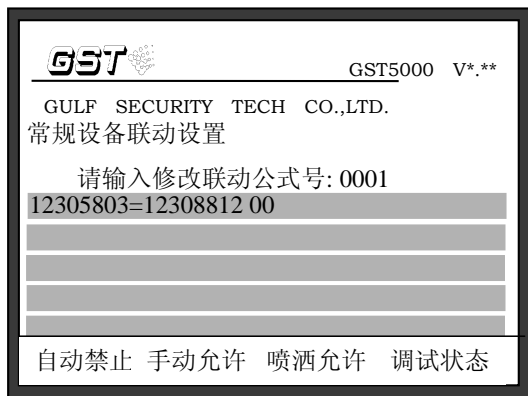 GST
GST5000 V*.**
GULF SECURITY TECH CO.,LTD.
常规设备联动设置
请输入修改联动公式号: 0001
12305803=12308812 00
自动禁止 手动允许 喷洒允许 调试状态